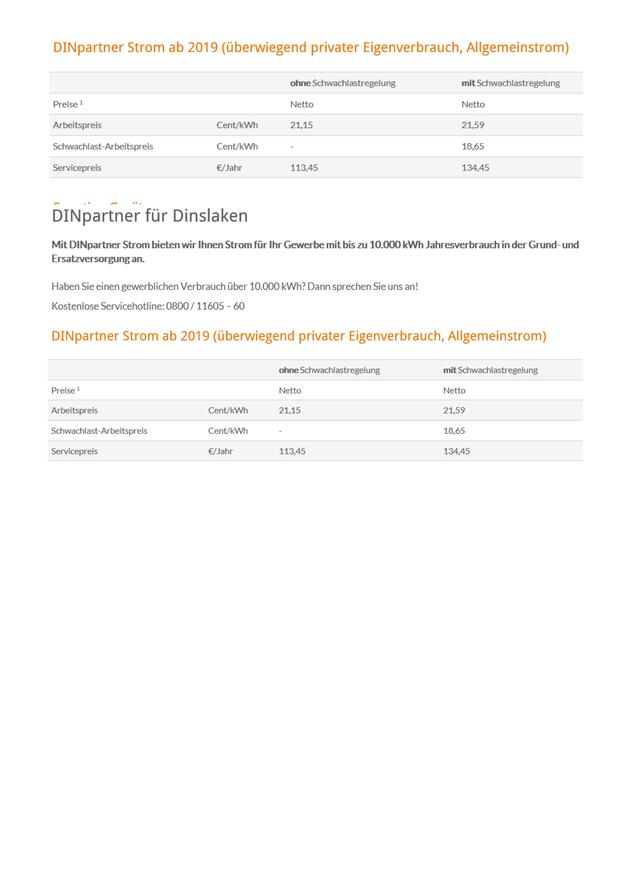 DINpartner Strom ab 2019 (überwiegend privater Eigenverbrauch, Allgemeinstrom)
ohne Schwachlastregelung mit Schwachlastregelung
Preise ¹ Netto Netto
Arbeitspreis Cent/kWh 21,15 21,59
Schwachlast-Arbeitspreis Cent/kWh - 18,65
Servicepreis €/Jahr 113,45 134,45
DINpartner für Dinslaken
Mit DINpartner Strom bieten wir Ihnen Strom für Ihr Gewerbe mit bis zu 10.000 kWh Jahresverbrauch in der Grund- und
Ersatzversorgung an.
Haben Sie einen gewerblichen Verbrauch über 10.000 kWh? Dann sprechen Sie uns an!
Kostenlose Servicehotline: 0800 / 11605 – 60
DINpartner Strom ab 2019 (überwiegend privater Eigenverbrauch, Allgemeinstrom)
ohne Schwachlastregelung mit Schwachlastregelung
Preise ¹ Netto Netto
Arbeitspreis Cent/kWh 21,15 21,59
Schwachlast-Arbeitspreis Cent/kWh - 18,65
Servicepreis €/Jahr 113,45 134,45